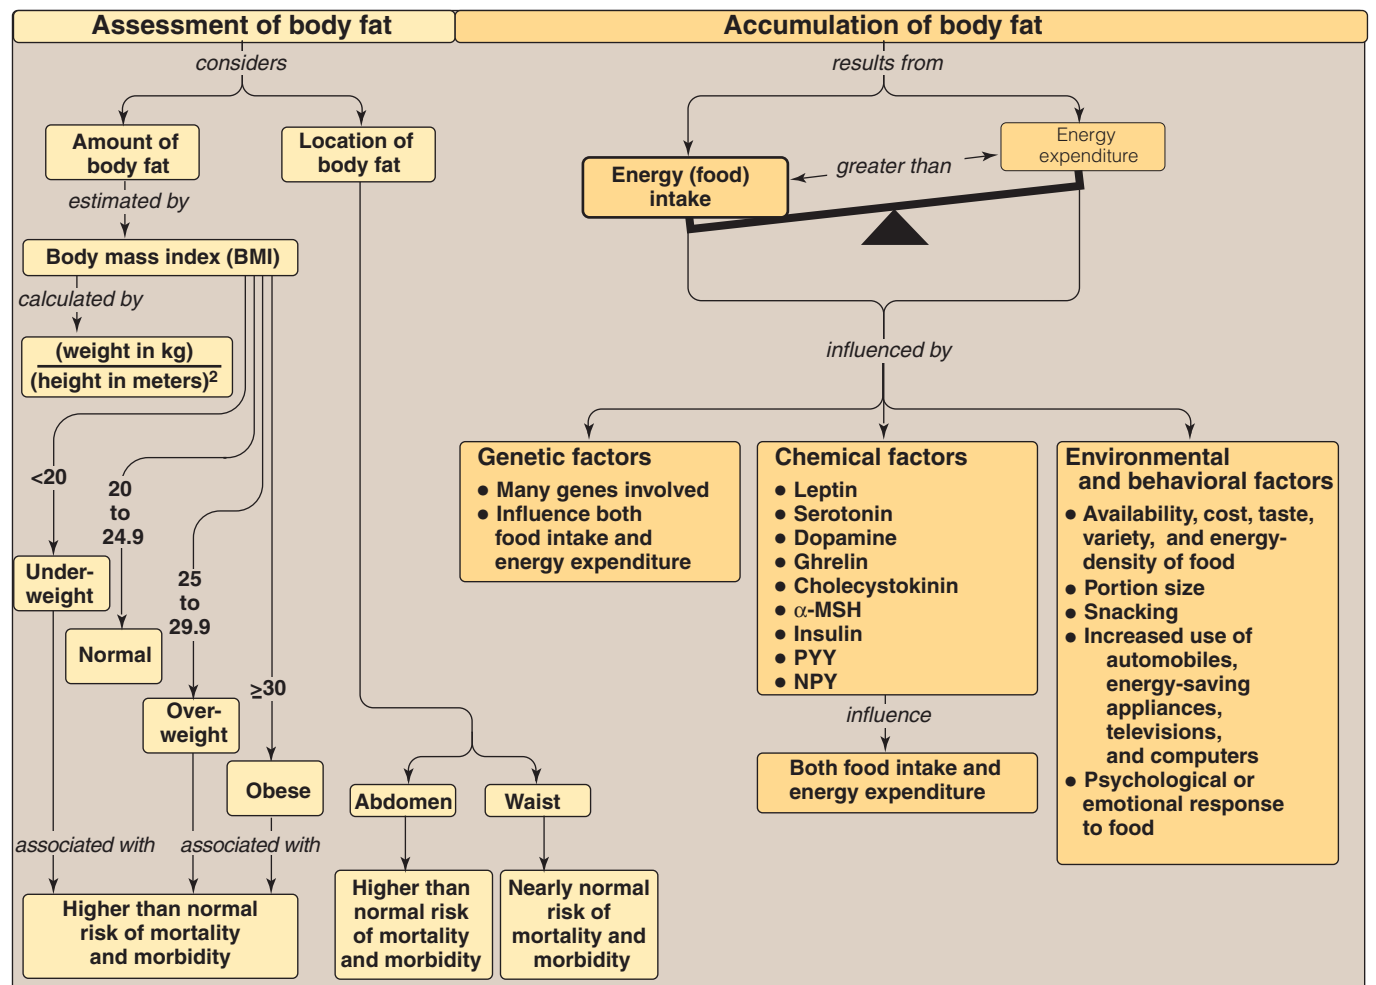 Assessment of body fat
considers
Amount of
body fat
Location of
body fat
estimated by
Body mass index (BMI)
calculated by
(weight in kg)
(height in meters)²
<20
20
to
24.9
25
to
29.9
≥30
Under-
weight
Normal
Over-
weight
Obese
associated with
associated with
Higher than normal
risk of mortality
and morbidity
Abdomen
Waist
Higher than
normal risk
of mortality
and morbidity
Nearly normal
risk of
mortality and
morbidity
Accumulation of body fat
results from
Energy (food)
intake
greater than
Energy
expenditure
influenced by
Genetic factors
● Many genes involved
● Influence both
food intake and
energy expenditure
Chemical factors
● Leptin
● Serotonin
● Dopamine
● Ghrelin
● Cholecystokinin
● α-MSH
● Insulin
● PYY
● NPY
influence
Both food intake and
energy expenditure
Environmental
and behavioral factors
● Availability, cost, taste,
variety, and energy-
density of food
● Portion size
● Snacking
● Increased use of
automobiles,
energy-saving
appliances,
televisions,
and computers
● Psychological or
emotional response
to food